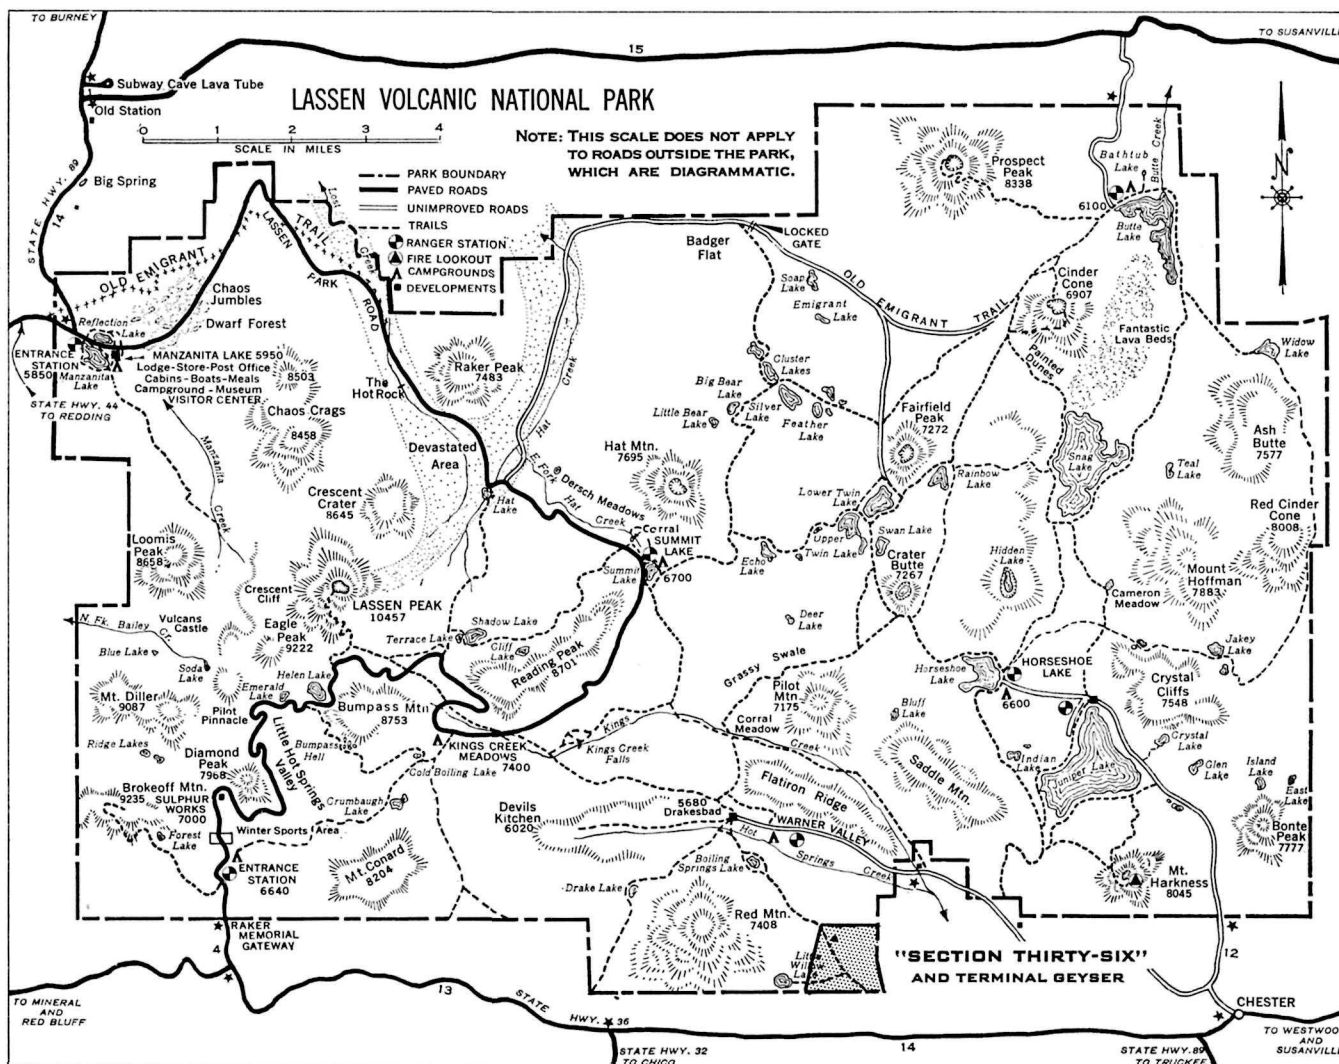 TO BURNEY
15
TO SUSANVILLE
Subway Cave Lava Tube
Old Station
LASSEN VOLCANIC NATIONAL PARK
0 1 2 3 4
SCALE IN MILES
NOTE: THIS SCALE DOES NOT APPLY
TO ROADS OUTSIDE THE PARK,
WHICH ARE DIAGRAMMATIC.
PARK BOUNDARY
PAVED ROADS
UNIMPROVED ROADS
TRAILS
RANGER STATION
FIRE LOOKOUT
CAMPGROUNDS
DEVELOPMENTS
N
STATE HWY. 89
14
Big Spring
Prospect
Peak
8338
Bathtub
Lake
Butte Creek
6100
Butte
Lake
OLD EMIGRANT TRAIL
LASSEN PARK ROAD
Lost Creek
Badger
Flat
LOCKED
GATE
OLD EMIGRANT TRAIL
Soap
Lake
Emigrant
Lake
Cinder
Cone
6907
Fantastic
Lava Beds
Painted
Dunes
Widow
Lake
Chaos
Jumbles
Dwarf Forest
Reflection
Lake
ENTRANCE
STATION
5850
Manzanita
Lake
MANZANITA LAKE 5950
Lodge-Store-Post Office
Cabins-Boats-Meals
Campground-Museum
VISITOR CENTER
STATE HWY. 44
TO REDDING
8503
Chaos Crags
8458
The
Hot Rock
Raker Peak
7483
Hat Creek
Cluster
Lakes
Big Bear
Lake
Little Bear
Lake
Silver
Lake
Feather
Lake
Fairfield
Peak
7272
Snag
Lake
Teal
Lake
Ash
Butte
7577
Manzanita Creek
Devastated
Area
Hat Mtn.
7695
E. Fork Hat Creek
Dersch Meadows
Hat
Lake
Crescent
Crater
8645
Lower Twin
Lake
Rainbow
Lake
Upper
Twin Lake
Swan Lake
Red Cinder
Cone
8008
Loomis
Peak
8658
Corral
SUMMIT
LAKE
6700
Summit
Lake
Echo
Lake
Crater
Butte
7267
Hidden
Lake
Mount
Hoffman
7883
Cameron
Meadow
Crescent
Cliff
LASSEN PEAK
10457
N. Fk. Bailey Cr.
Vulcans
Castle
Eagle
Peak
9222
Blue Lake
Soda
Lake
Terrace Lake
Shadow Lake
Cliff
Lake
Reading Peak
8701
Deer
Lake
Grassy Swale
Horseshoe
Lake
HORSESHOE
LAKE
6600
Jakey
Lake
Crystal
Cliffs
7548
Helen Lake
Emerald
Lake
Mt. Diller
9087
Pilot
Pinnacle
Bumpass Mtn.
8753
Pilot
Mtn.
7175
Bluff
Lake
Corral
Meadow
Kings Creek
Kings Creek
Falls
KINGS CREEK
MEADOWS
7400
Cold Boiling Lake
Bumpass
Hell
Little Hot Springs
Valley
Ridge Lakes
Diamond
Peak
7968
Saddle Mtn.
Indian
Lake
Juniper Lake
Crystal
Lake
Glen
Lake
Island
Lake
East
Lake
Brokeoff Mtn.
9235
SULPHUR
WORKS
7000
Crumbaugh
Lake
Devils
Kitchen
6020
Flatiron Ridge
5680
Drakesbad
WARNER VALLEY
Hot Springs Creek
Bonte
Peak
7777
Forest
Lake
Winter Sports Area
Mt. Conard
8204
ENTRANCE
STATION
6640
Boiling
Springs Lake
Drake Lake
Mt.
Harkness
8045
RAKER
MEMORIAL
GATEWAY
4
Red Mtn.
7408
"SECTION THIRTY-SIX"
AND TERMINAL GEYSER
12
TO MINERAL
AND
RED BLUFF
13
STATE HWY. 36
CHESTER
TO WESTWOOD
AND
SUSANVILLE
STATE HWY. 32
TO CHICO
14
STATE HWY. 89
TO TRUCKEE